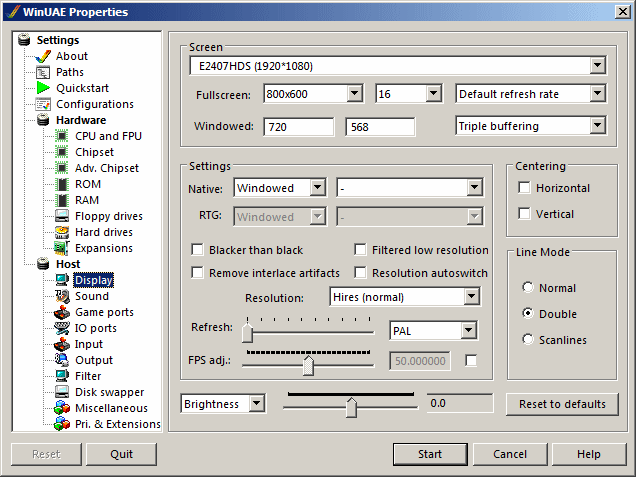 WinUAE Properties
Settings
About
Paths
Quickstart
Configurations
Hardware
CPU and FPU
Chipset
Adv. Chipset
ROM
RAM
Floppy drives
Hard drives
Expansions
Host
Display
Sound
Game ports
IO ports
Input
Output
Filter
Disk swapper
Miscellaneous
Pri. & Extensions
Screen
E2407HDS (1920*1080)
Fullscreen: 800x600 16 Default refresh rate
Windowed: 720 568 Triple buffering
Settings
Native: Windowed -
RTG: Windowed -
Blacker than black Filtered low resolution
Remove interlace artifacts Resolution autoswitch
Resolution: Hires (normal)
Refresh: PAL
FPS adj.: 50.000000
Centering
Horizontal
Vertical
Line Mode
Normal
Double
Scanlines
Brightness 0.0 Reset to defaults
Reset Quit Start Cancel Help